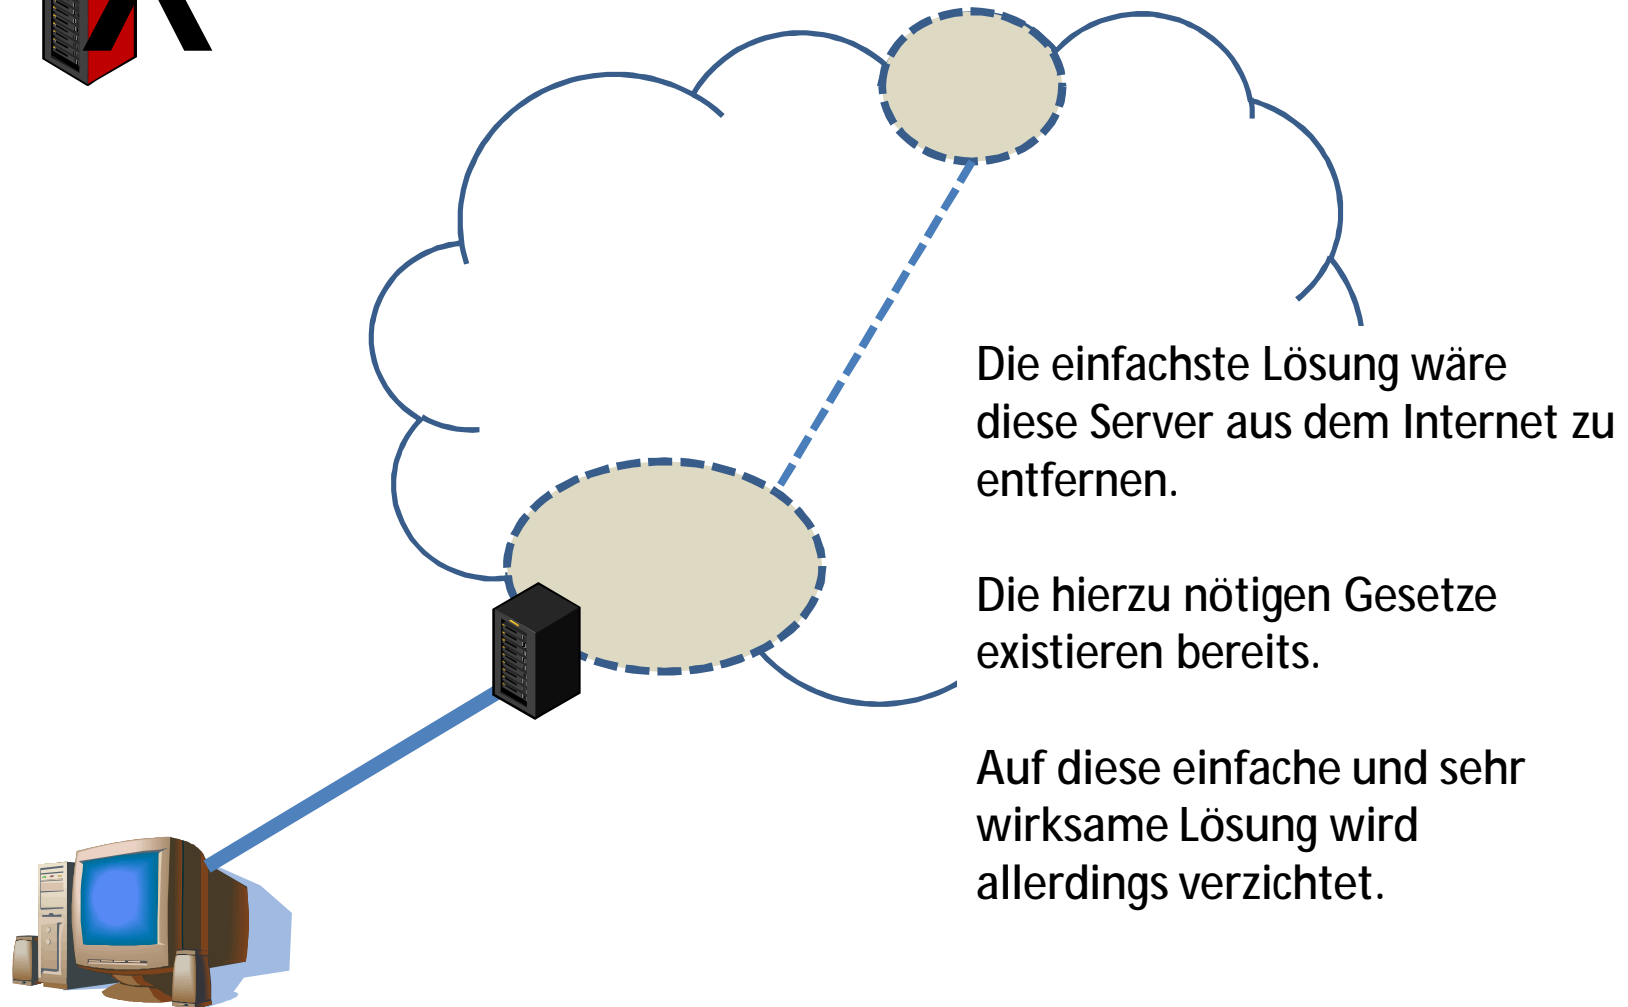 Die einfachste Lösung wäre
diese Server aus dem Internet zu
entfernen.
Die hierzu nötigen Gesetze
existieren bereits.
Auf diese einfache und sehr
wirksame Lösung wird
allerdings verzichtet.